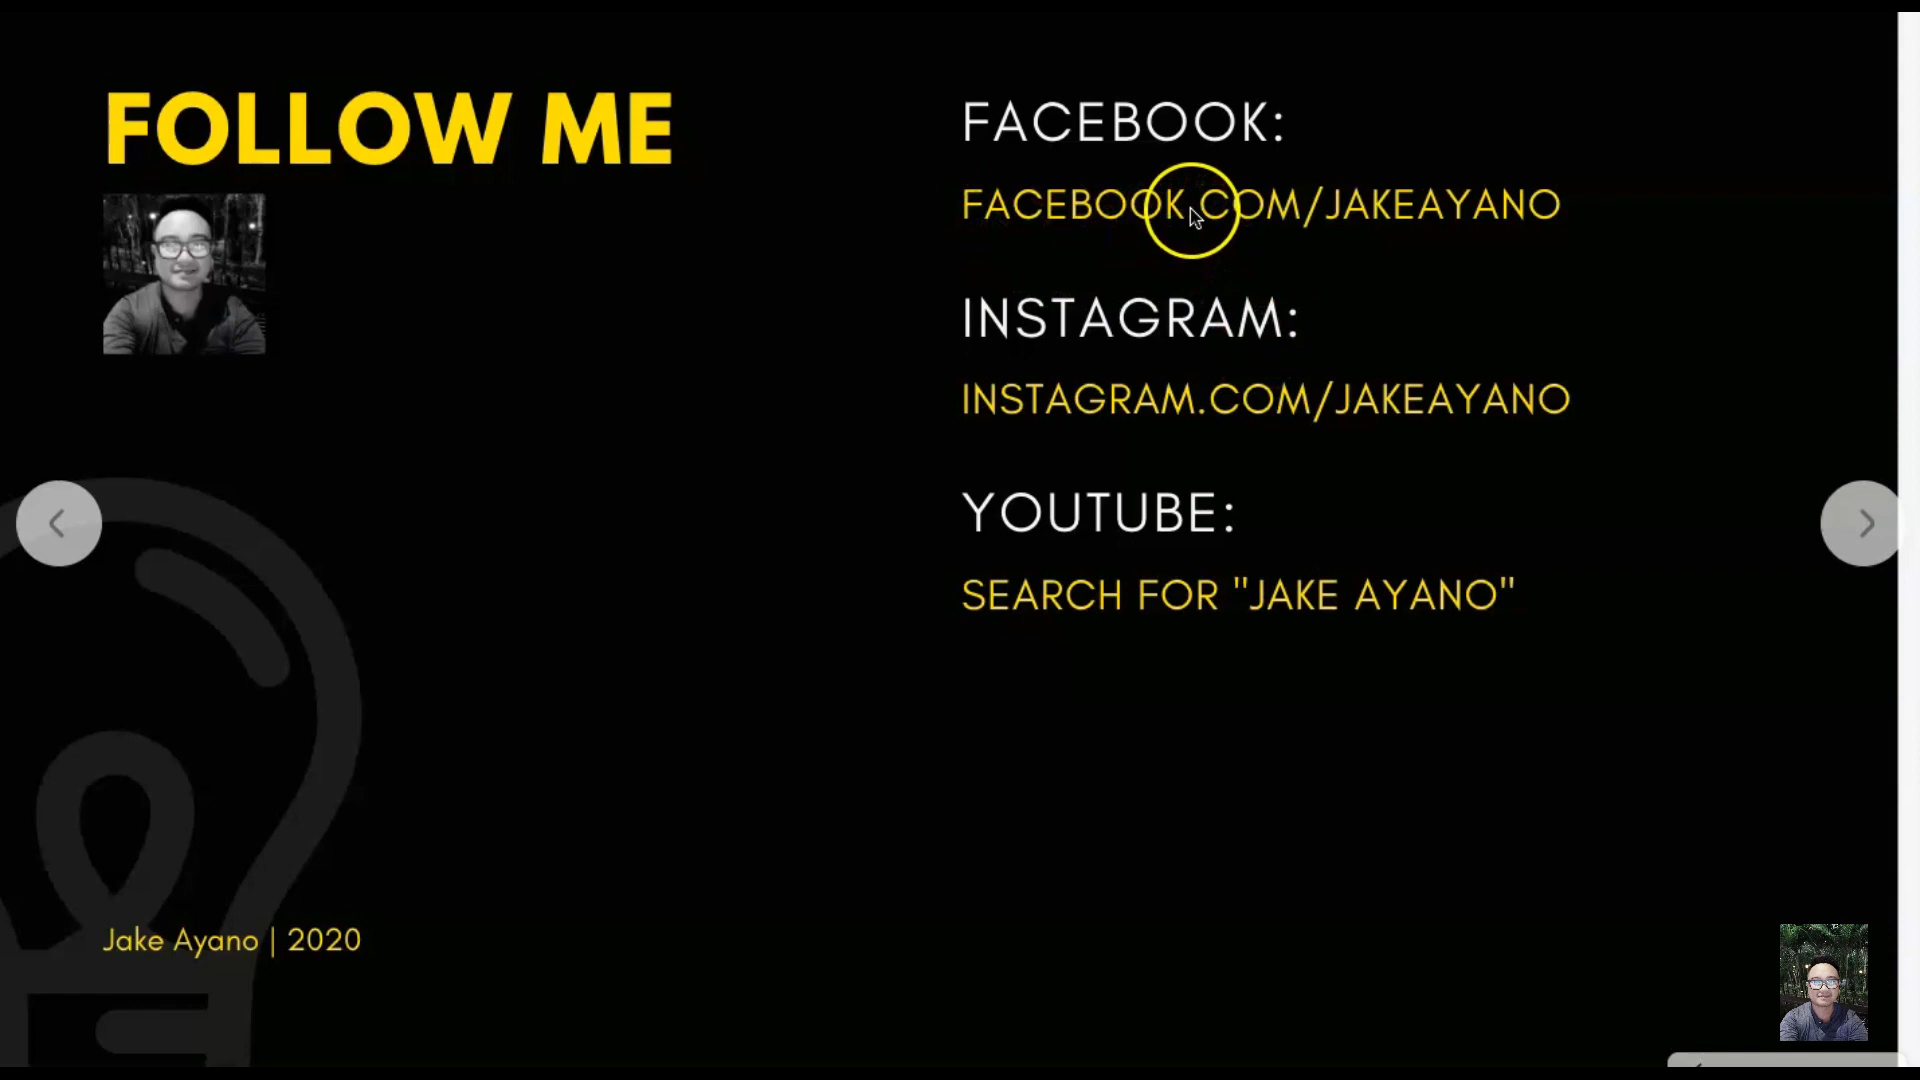 FOLLOW ME
FACEBOOK:
FACEBOOK.COM/JAKEAYANO
INSTAGRAM:
INSTAGRAM.COM/JAKEAYANO
YOUTUBE:
SEARCH FOR "JAKE AYANO"
Jake Ayano | 2020